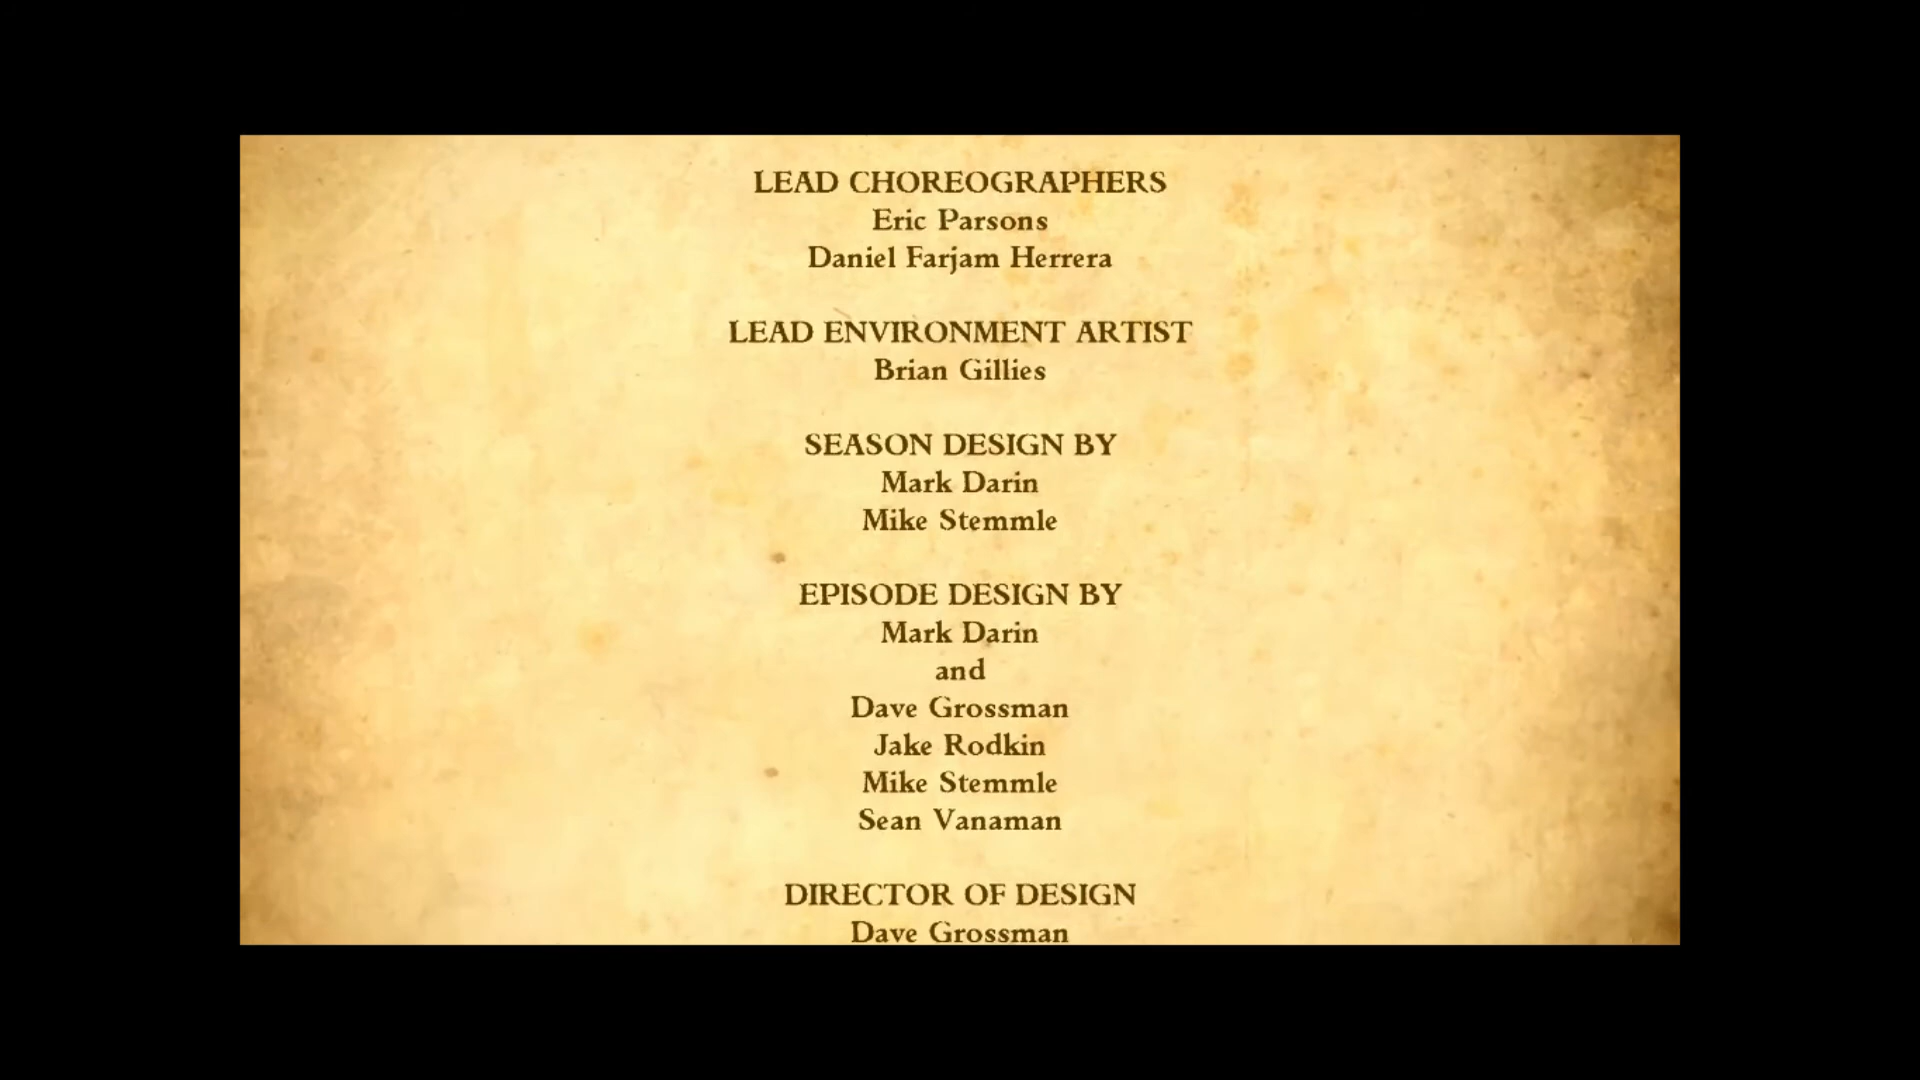 LEAD CHOREOGRAPHERS
Eric Parsons
Daniel Farjam Herrera
LEAD ENVIRONMENT ARTIST
Brian Gillies
SEASON DESIGN BY
Mark Darin
Mike Stemmle
EPISODE DESIGN BY
Mark Darin
and
Dave Grossman
Jake Rodkin
Mike Stemmle
Sean Vanaman
DIRECTOR OF DESIGN
Dave Grossman